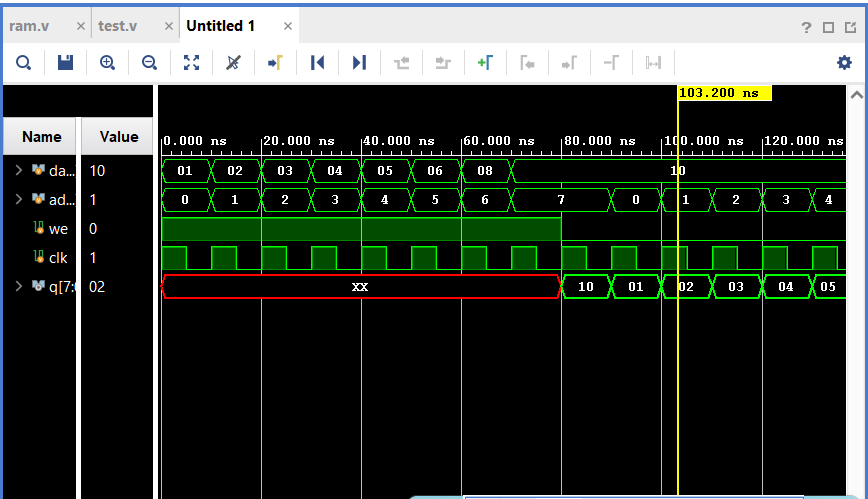 ram.v × test.v × Untitled 1 ×
?
103.200 ns
Name Value
0.000 ns 20.000 ns 40.000 ns 60.000 ns 80.000 ns 100.000 ns 120.000 ns
da... 10 01 02 03 04 05 06 08 10
ad... 1 0 1 2 3 4 5 6 7 0 1 2 3 4
we 0
clk 1
q[7:0 02 xx 10 01 02 03 04 05